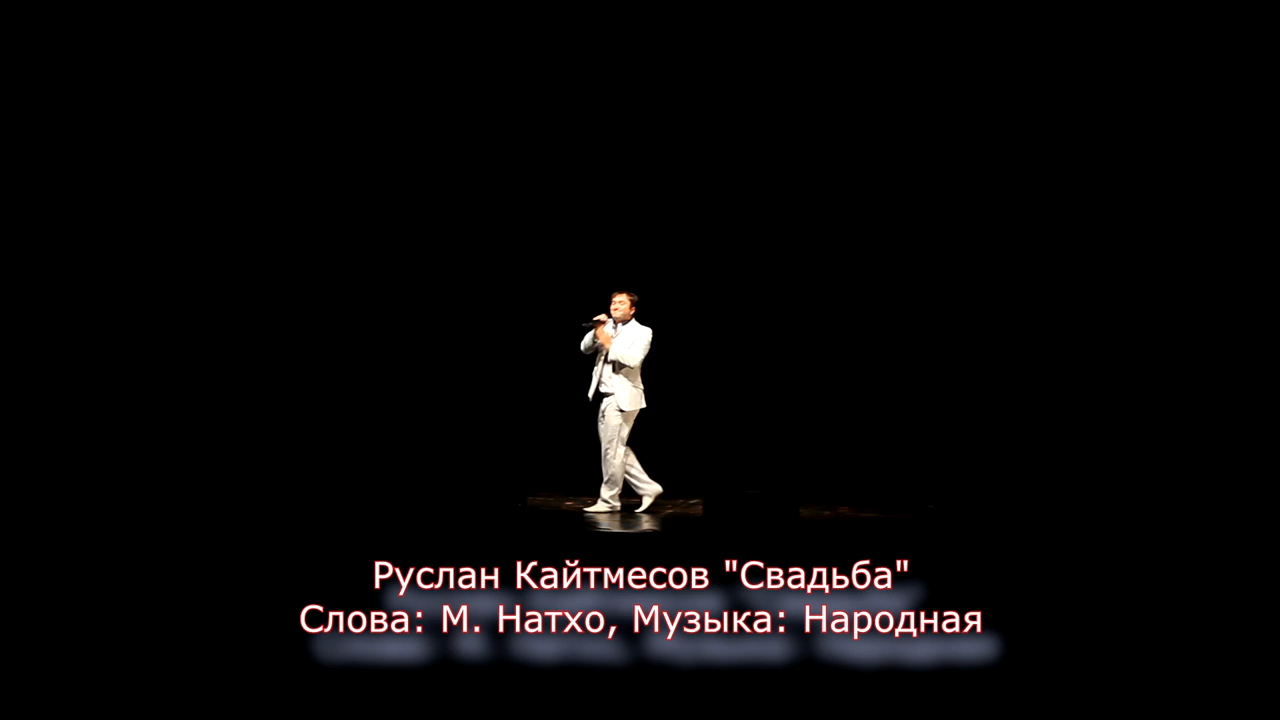 Руслан Кайтмесов "Свадьба"
Слова: М. Натхо, Музыка: Народная